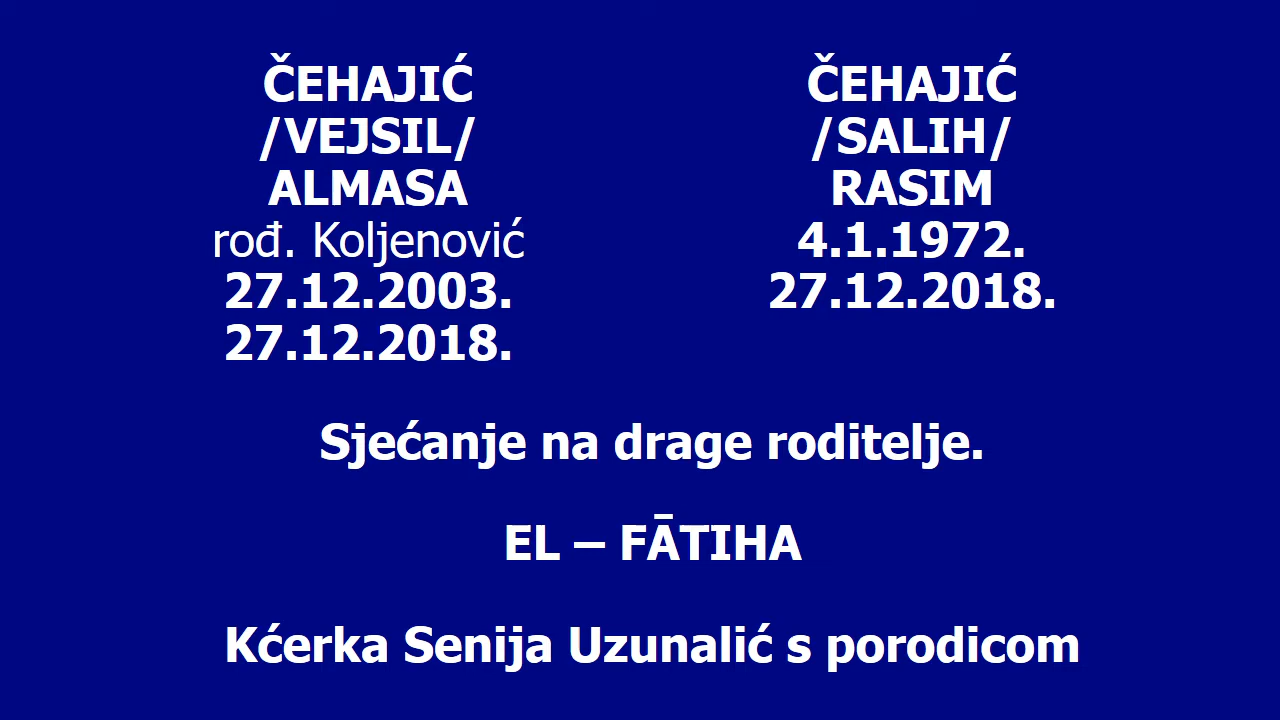 ČEHAJIĆ
/VEJSIL/
ALMASA
rođ. Koljenović
27.12.2003.
27.12.2018.
ČEHAJIĆ
/SALIH/
RASIM
4.1.1972.
27.12.2018.
Sjećanje na drage roditelje.
EL – FĀTIHA
Kćerka Senija Uzunalić s porodicom